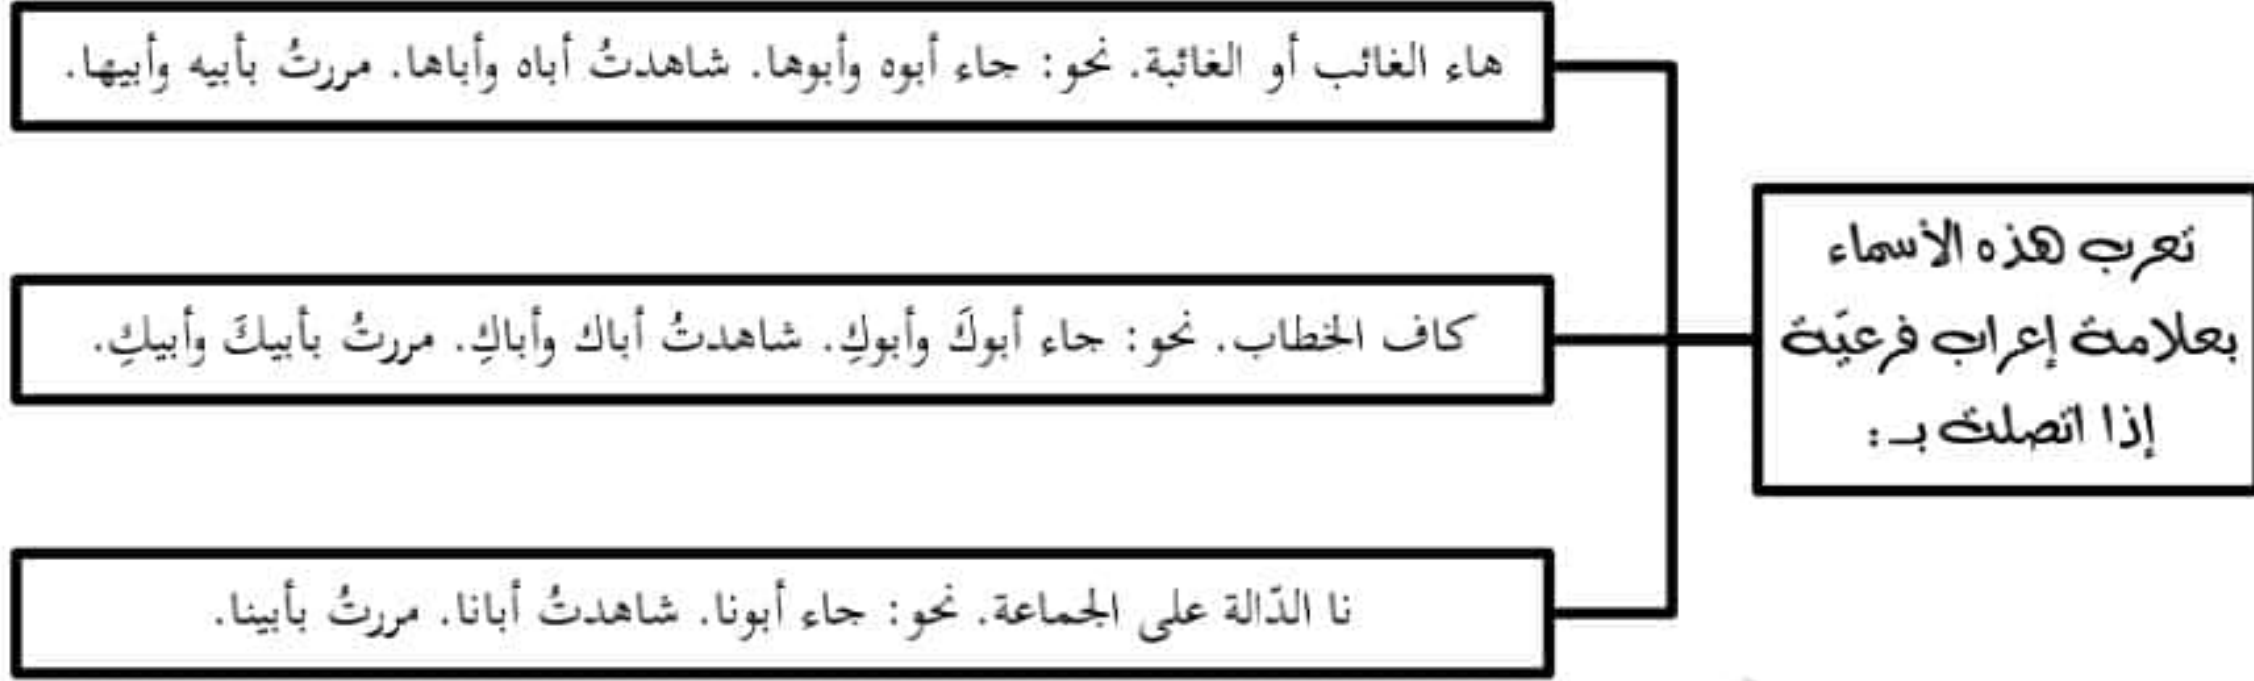 تعرب هذه الأسماء
بعلامة إعراب فرعيّة
إذا اتصلت بـ :
هاء الغائب أو الغائبة. نحو: جاء أبوه وأبوها. شاهدتُ أباه وأباها. مررتُ بأبيه وأبيها.
كاف الخطاب. نحو: جاء أبوكَ وأبوكِ. شاهدتُ أباك وأباكِ. مررتُ بأبيكَ وأبيكِ.
نا الدّالة على الجماعة. نحو: جاء أبونا. شاهدتُ أبانا. مررتُ بأبينا.